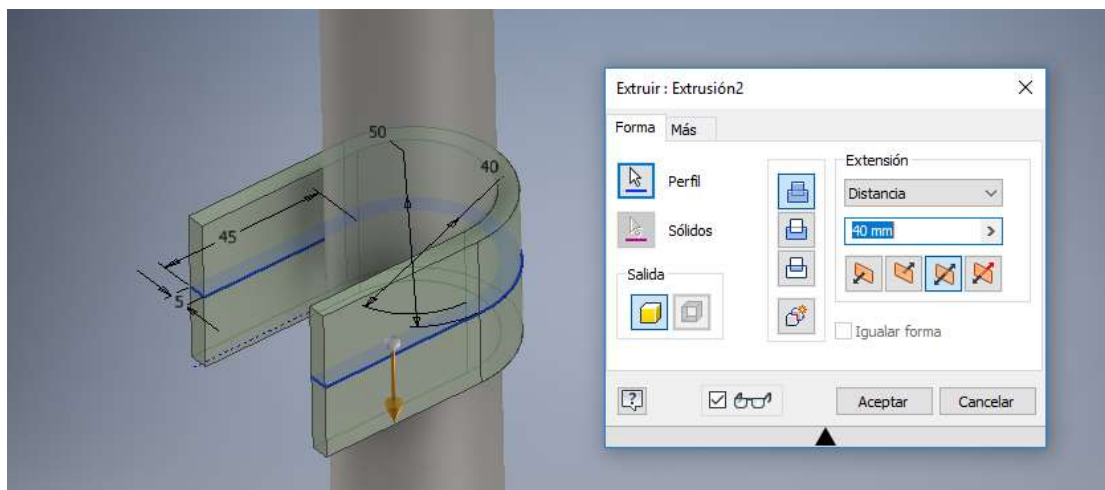 50
40
45
5
Extruir : Extrusión2
Forma Más
Perfil
Sólidos
Salida
Extensión
Distancia
40 mm
Igualar forma
Aceptar Cancelar